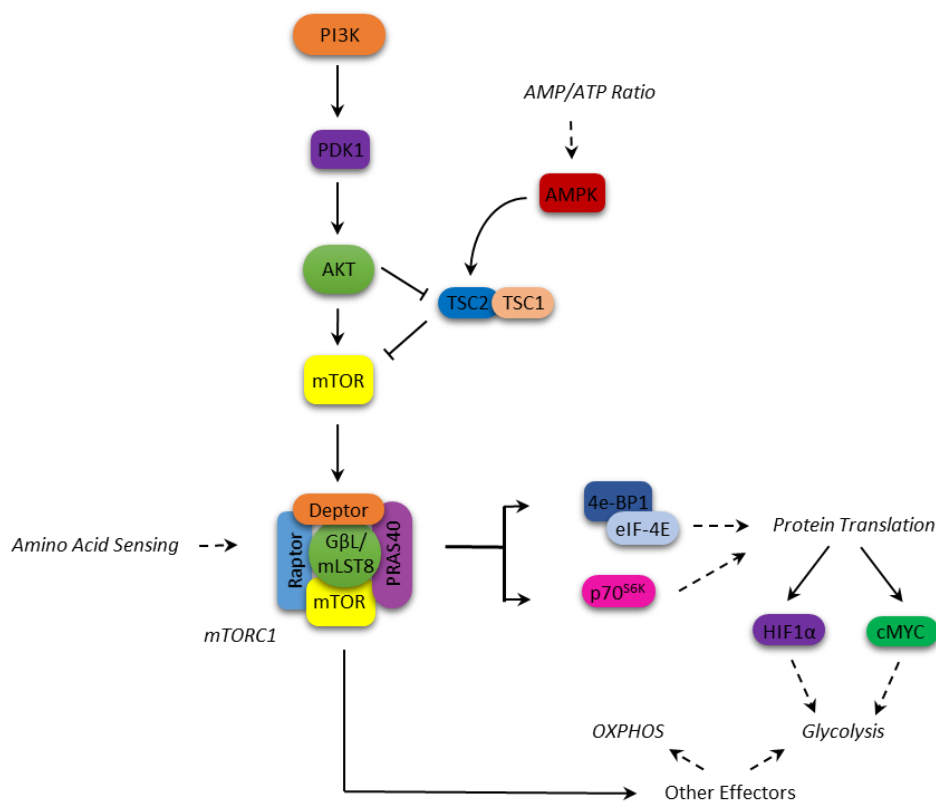 PI3K
AMP/ATP Ratio
PDK1
AMPK
AKT
TSC2
TSC1
mTOR
Deptor
4e-BP1
eIF-4E
Protein Translation
Amino Acid Sensing
Raptor
GβL/
mLST8
PRAS40
mTOR
p70S6K
mTORC1
HIF1α
cMYC
OXPHOS
Glycolysis
Other Effectors